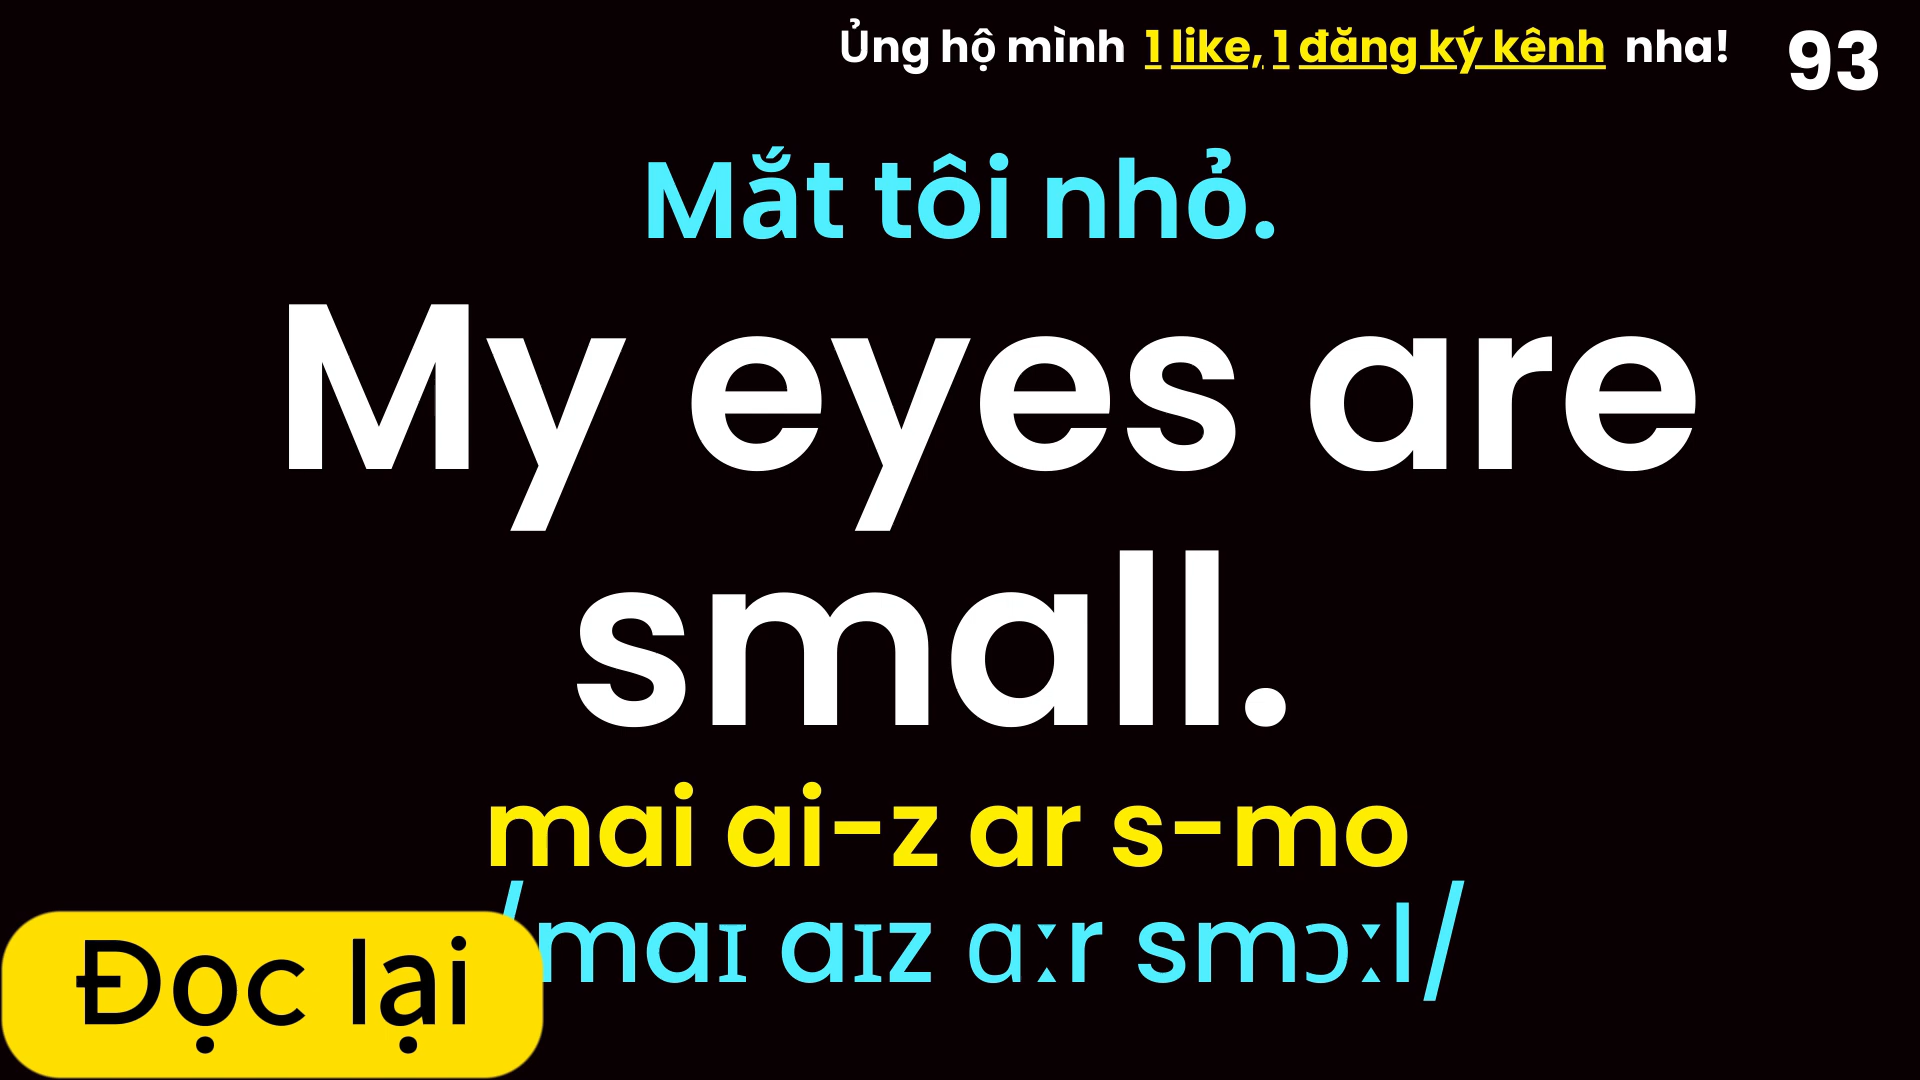 Ủng hộ mình 1 like, 1 đăng ký kênh nha! 93
Mắt tôi nhỏ.
My eyes are
small.
mai ai-z ar s-mo
/maɪ aɪz ɑːr smɔːl/
Đọc lại